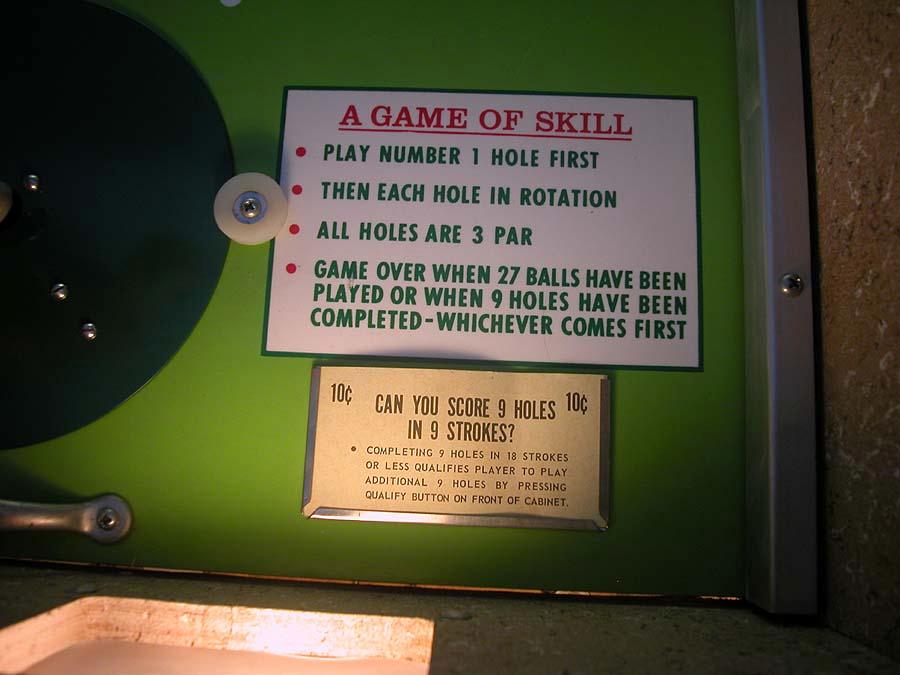 A GAME OF SKILL
• PLAY NUMBER 1 HOLE FIRST
• THEN EACH HOLE IN ROTATION
• ALL HOLES ARE 3 PAR
• GAME OVER WHEN 27 BALLS HAVE BEEN
PLAYED OR WHEN 9 HOLES HAVE BEEN
COMPLETED-WHICHEVER COMES FIRST
10¢ CAN YOU SCORE 9 HOLES 10¢
IN 9 STROKES?
• COMPLETING 9 HOLES IN 18 STROKES
OR LESS QUALIFIES PLAYER TO PLAY
ADDITIONAL 9 HOLES BY PRESSING
QUALIFY BUTTON ON FRONT OF CABINET.